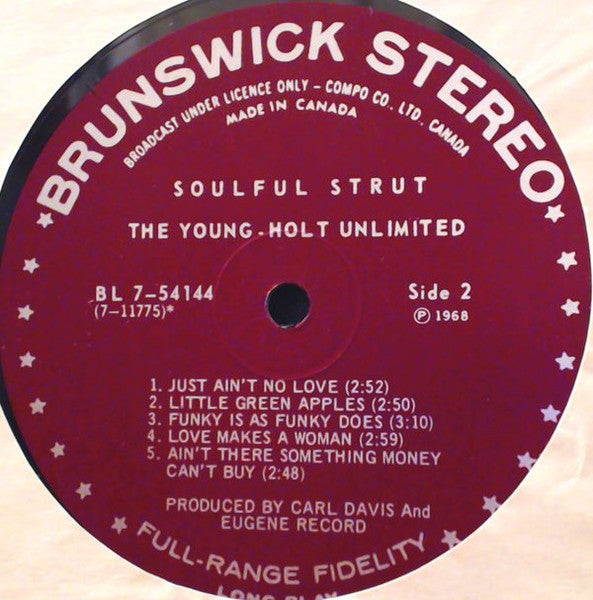 BRUNSWICK STEREO
BROADCAST UNDER LICENCE ONLY - COMPO CO. LTD. CANADA
MADE IN CANADA
SOULFUL STRUT
THE YOUNG-HOLT UNLIMITED
BL 7-54144 Side 2
(7-11775)* Ⓟ 1968
1. JUST AIN'T NO LOVE (2:52)
2. LITTLE GREEN APPLES (2:50)
3. FUNKY IS AS FUNKY DOES (3:10)
4. LOVE MAKES A WOMAN (2:59)
5. AIN'T THERE SOMETHING MONEY
CAN'T BUY (2:48)
PRODUCED BY CARL DAVIS And
EUGENE RECORD
FULL-RANGE FIDELITY
LONG PLAY